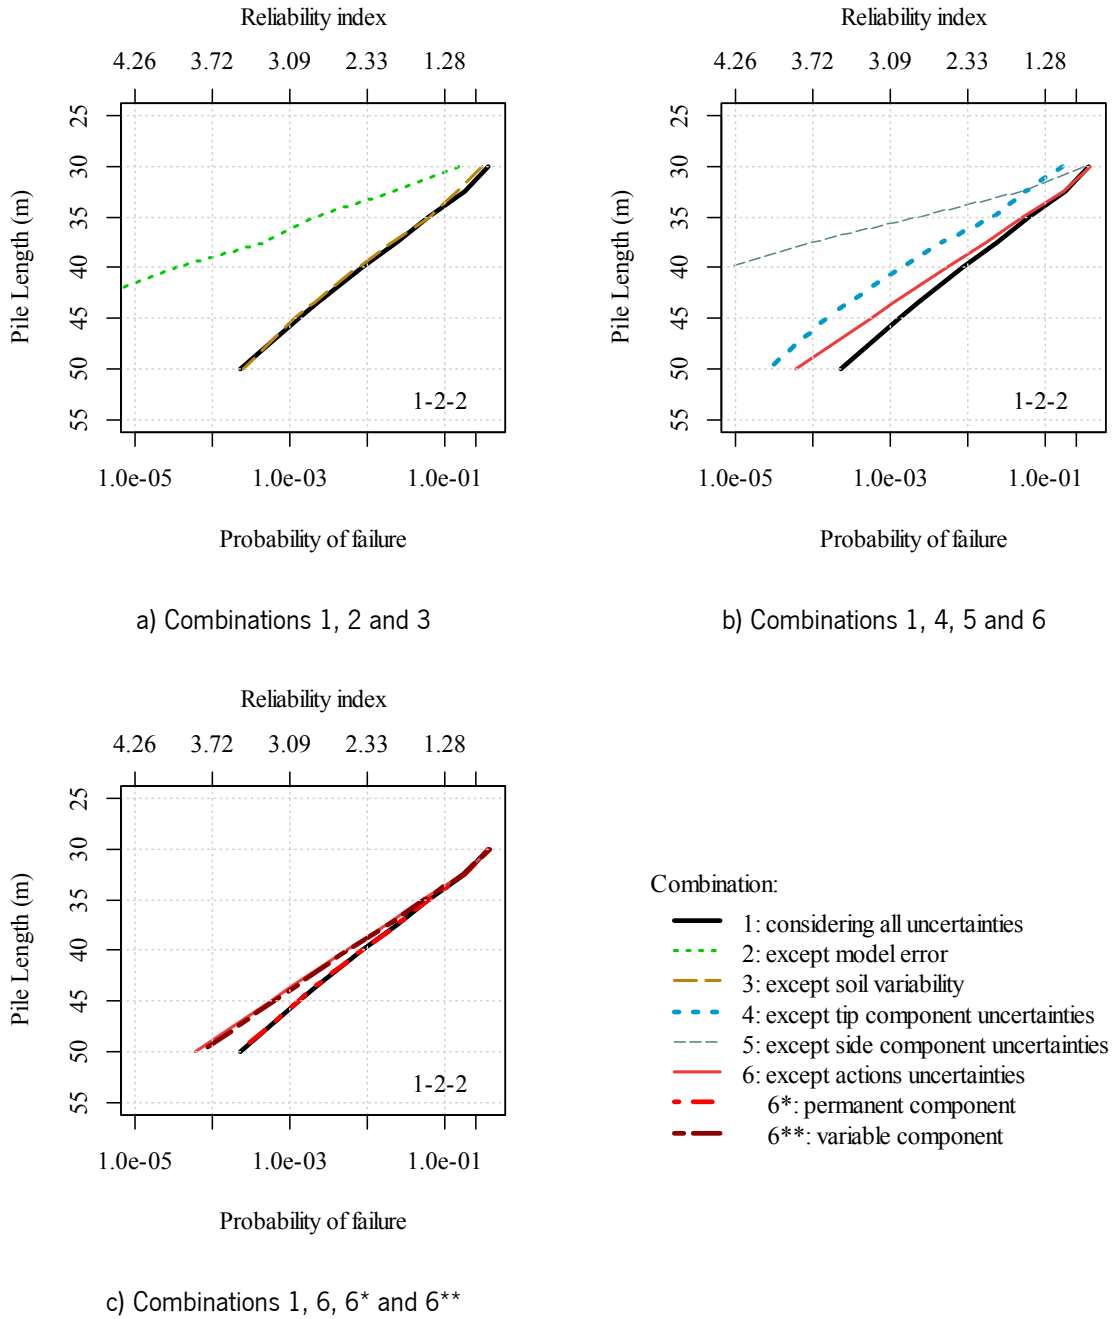 Reliability index
4.26 3.72 3.09 2.33 1.28
Pile Length (m)
25
30
35
40
45
50
55
1-2-2
1.0e-05 1.0e-03 1.0e-01
Probability of failure
a) Combinations 1, 2 and 3
Reliability index
4.26 3.72 3.09 2.33 1.28
Pile Length (m)
25
30
35
40
45
50
55
1-2-2
1.0e-05 1.0e-03 1.0e-01
Probability of failure
b) Combinations 1, 4, 5 and 6
Reliability index
4.26 3.72 3.09 2.33 1.28
Pile Length (m)
25
30
35
40
45
50
55
1-2-2
1.0e-05 1.0e-03 1.0e-01
Probability of failure
c) Combinations 1, 6, 6* and 6**
Combination:
1: considering all uncertainties
2: except model error
3: except soil variability
4: except tip component uncertainties
5: except side component uncertainties
6: except actions uncertainties
6*: permanent component
6**: variable component